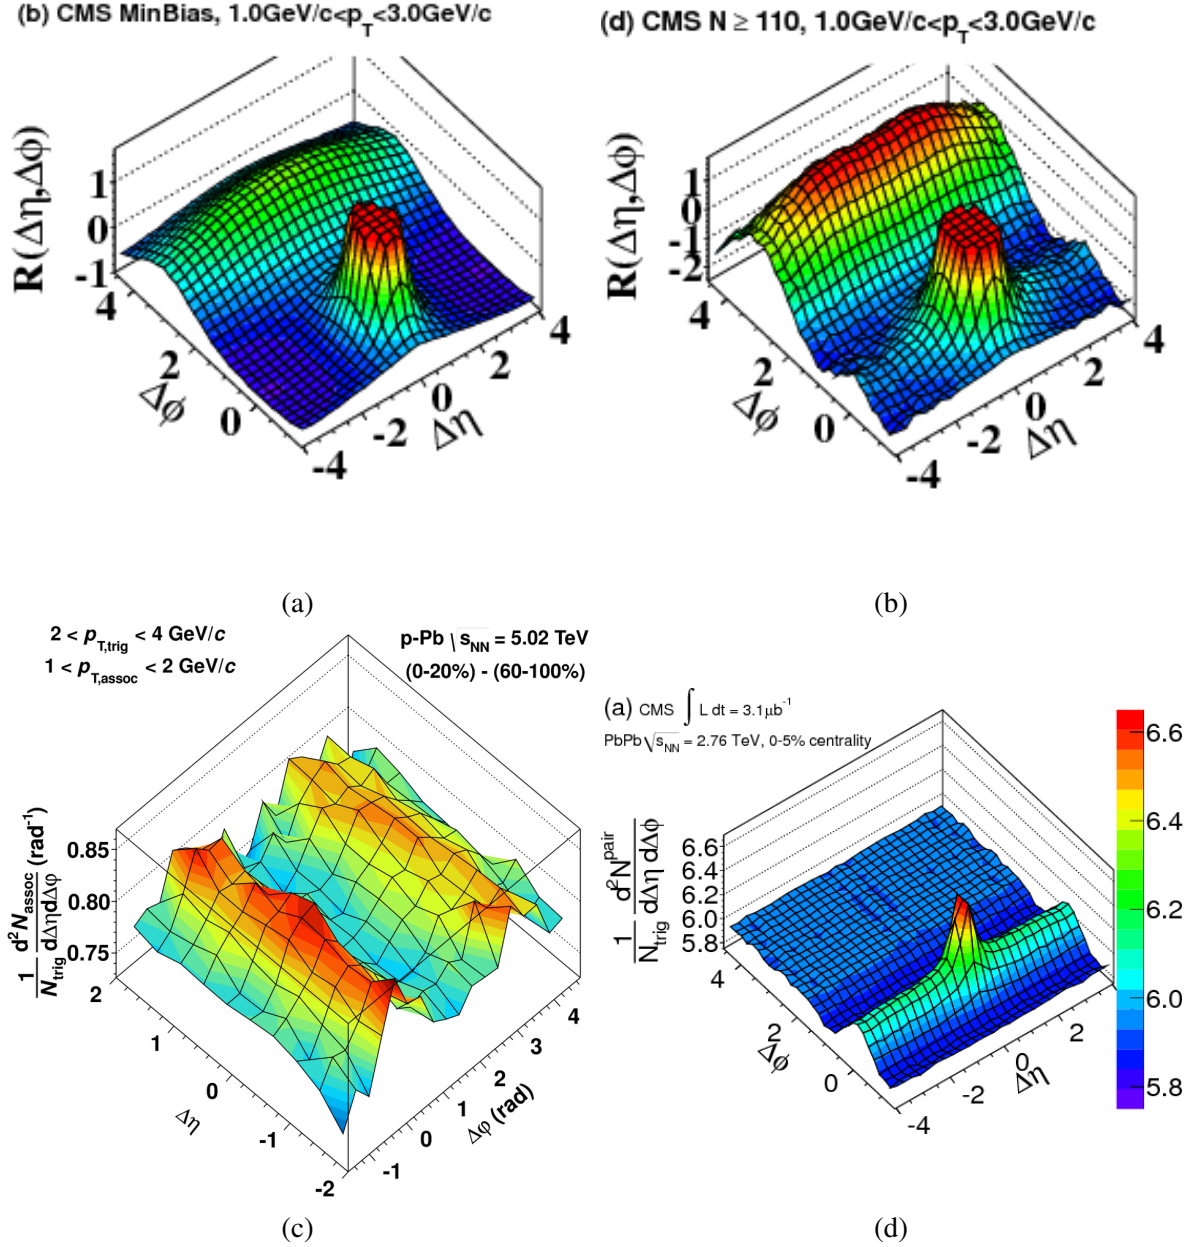 (b) CMS MinBias, 1.0GeV/c<p_T<3.0GeV/c
R(Δη,Δϕ)
1
0
-1
4
2
0
Δϕ
-4
-2
0
2
4
Δη
(a)
(d) CMS N ≥ 110, 1.0GeV/c<p_T<3.0GeV/c
R(Δη,Δϕ)
1
0
-1
-2
4
2
0
Δϕ
-4
-2
0
2
4
Δη
(b)
2 < p_T,trig < 4 GeV/c
1 < p_T,assoc < 2 GeV/c
p-Pb √s_NN = 5.02 TeV
(0-20%) - (60-100%)
1/N_trig d²N_assoc/dΔηdΔφ (rad⁻¹)
0.85
0.80
0.75
2
1
0
-1
-2
Δη
-1
0
1
2
3
4
Δφ (rad)
(c)
(a) CMS ∫ L dt = 3.1μb⁻¹
PbPb √s_NN = 2.76 TeV, 0-5% centrality
1/N_trig d²N^pair/dΔη dΔϕ
6.6
6.4
6.2
6.0
5.8
4
2
0
Δϕ
-4
-2
0
2
Δη
6.6
6.4
6.2
6.0
5.8
(d)